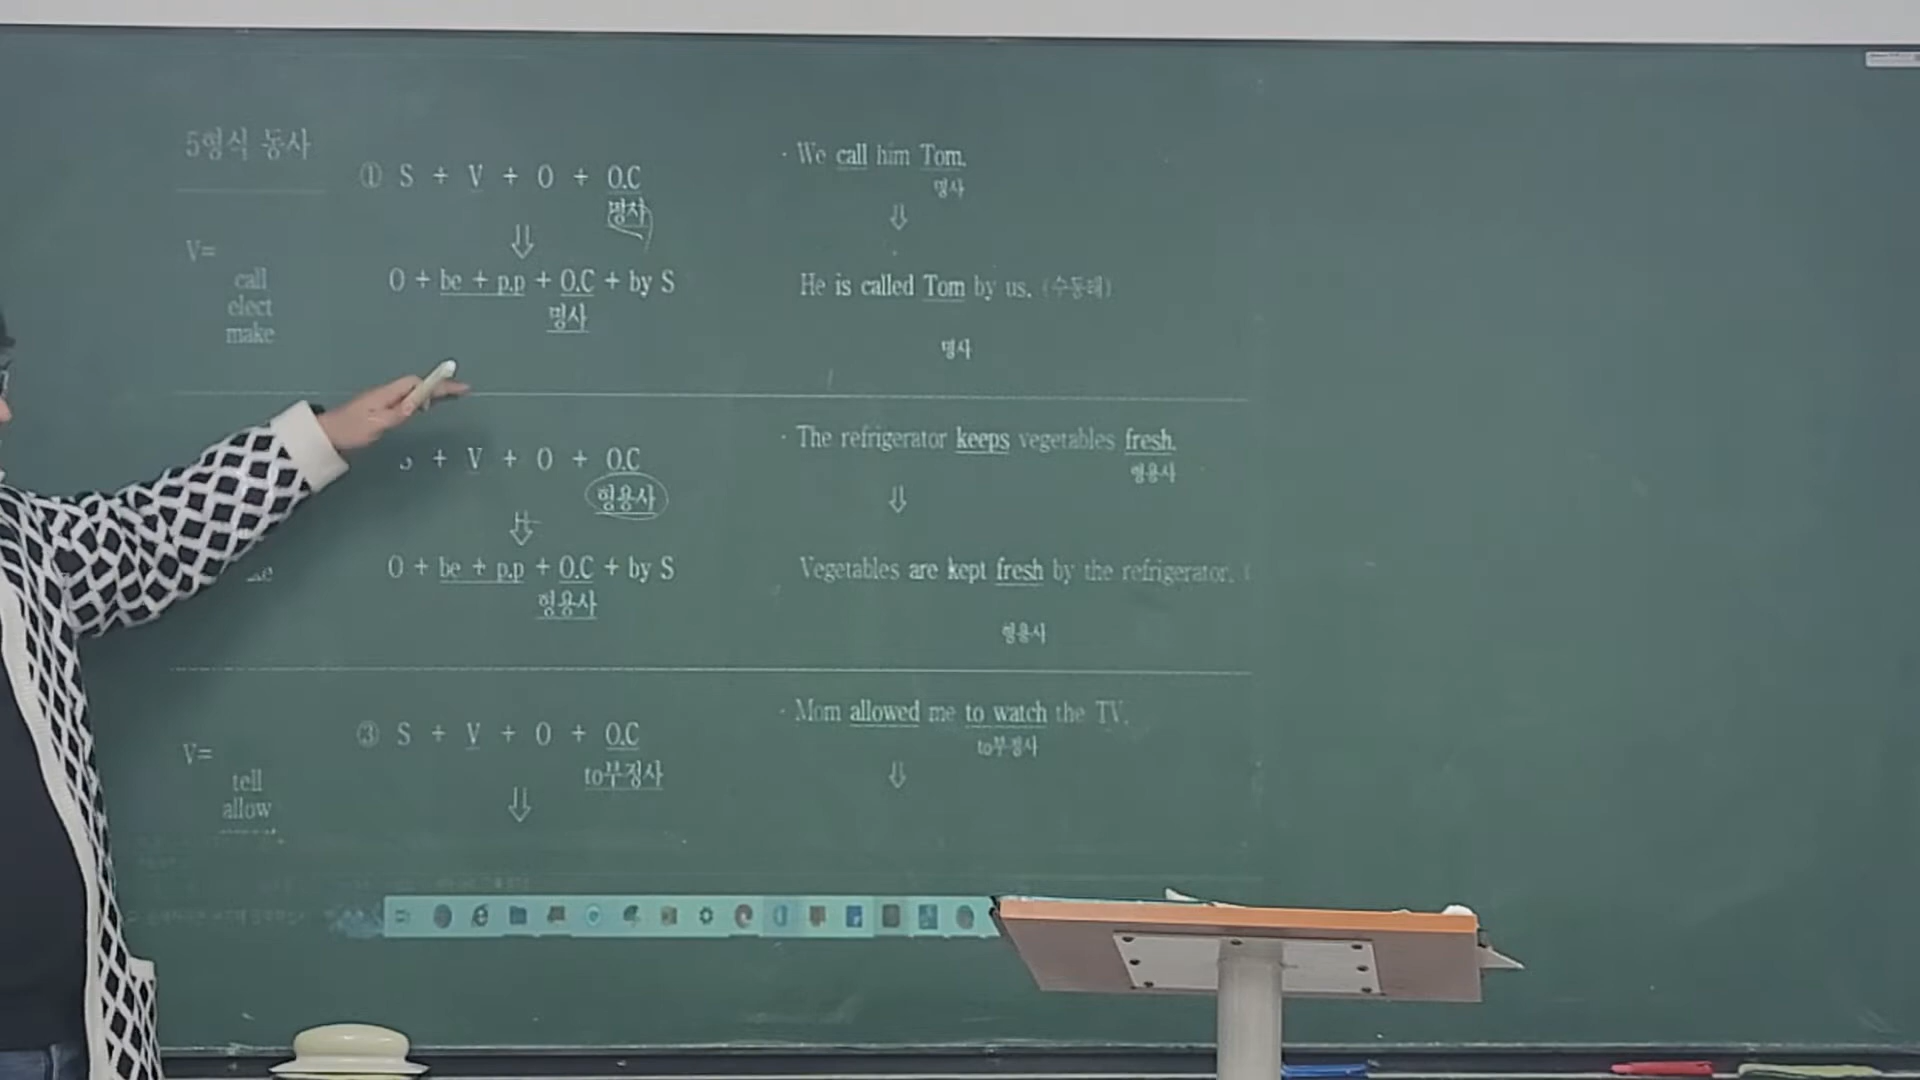 5형식 동사
① S + V + O + O.C
명사
⇩
O + be + p.p + O.C + by S
명사
V=
call
elect
make
· We call him Tom.
명사
⇩
He is called Tom by us. (수동태)
명사
S + V + O + O.C
형용사
⇩
O + be + p.p + O.C + by S
형용사
· The refrigerator keeps vegetables fresh.
형용사
⇩
Vegetables are kept fresh by the refrigerator. (
형용사
③ S + V + O + O.C
to부정사
⇩
V=
tell
allow
· Mom allowed me to watch the TV.
to부정사
⇩